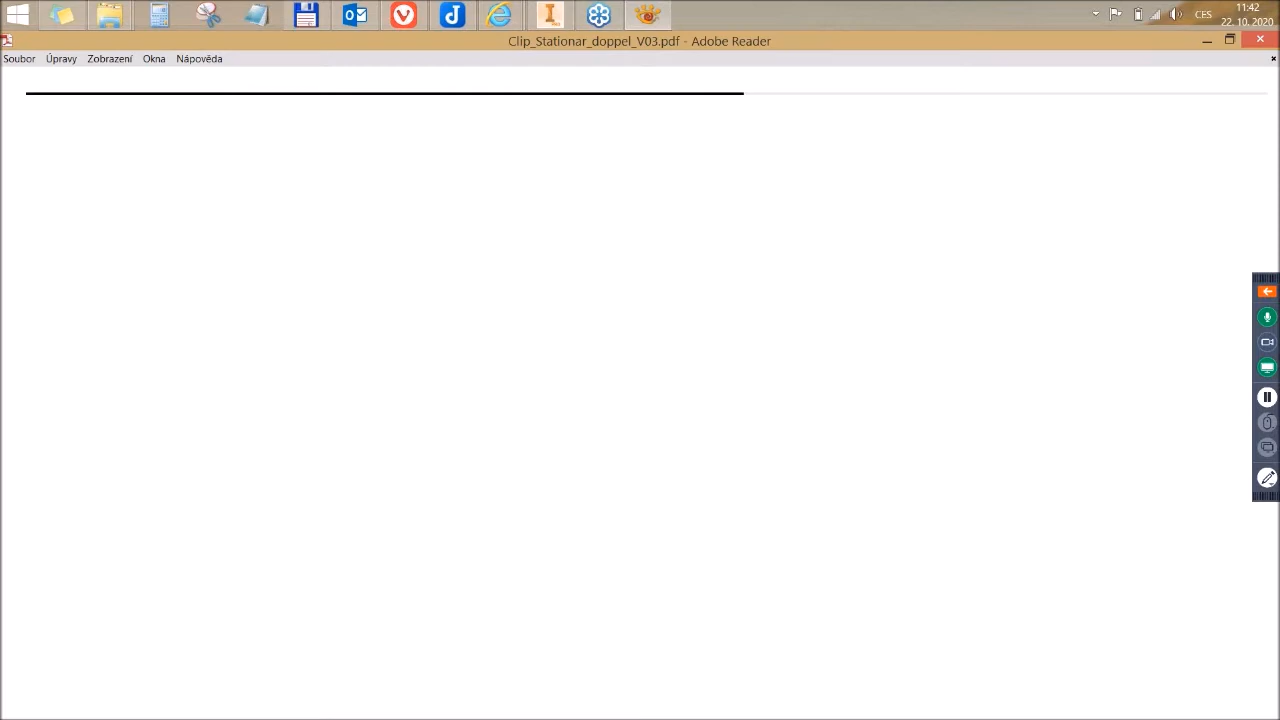 11:42
CES
22. 10. 2020
Clip_Stationar_doppel_V03.pdf - Adobe Reader
Soubor Úpravy Zobrazení Okna Nápověda